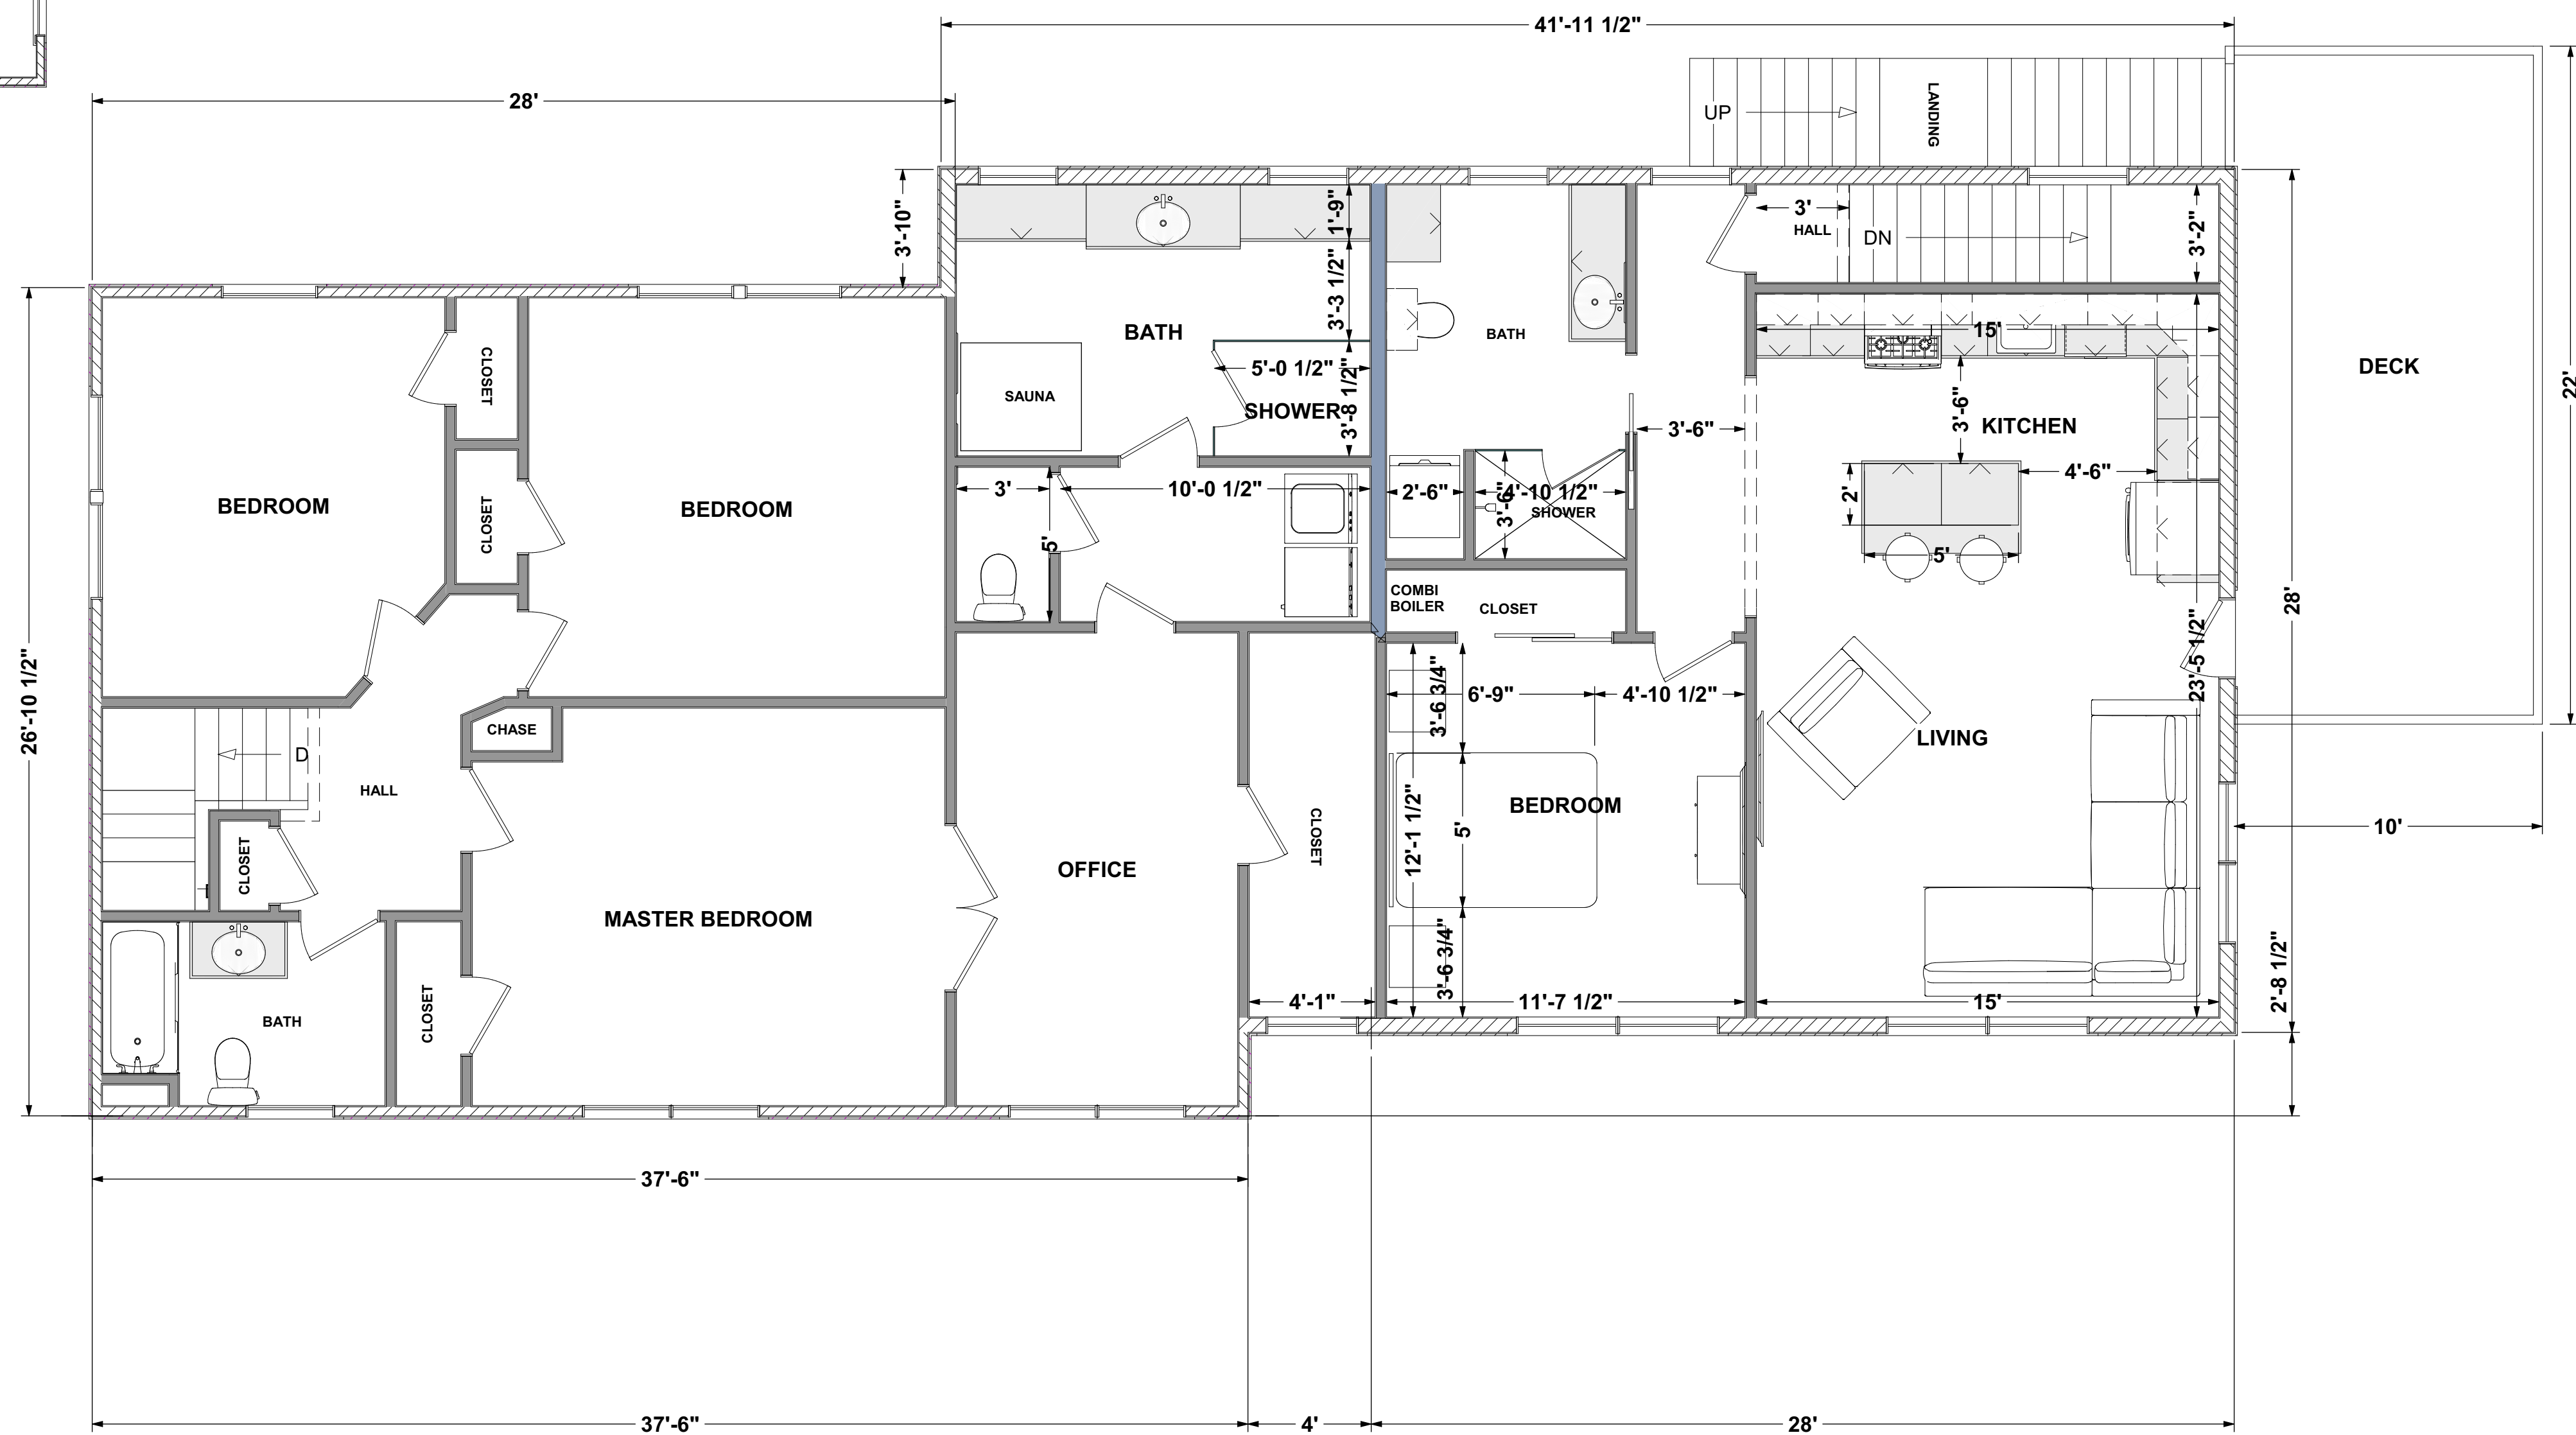 41'-11 1/2"
28'
UP
LANDING
3'-10"
1'-9"
3'
HALL
DN
3'-2"
3'-3 1/2"
BATH
BATH
15'
CLOSET
5'-0 1/2"
SAUNA
SHOWER
3'-8 1/2"
3'-6"
3'-6"
KITCHEN
DECK
22'
4'-6"
BEDROOM
CLOSET
BEDROOM
3'
10'-0 1/2"
5'
2'-6"
4'-10 1/2"
3'-6"
SHOWER
2'
5'
COMBI
BOILER
CLOSET
28'
23'-5 1/2"
26'-10 1/2"
3'-6 3/4"
6'-9"
4'-10 1/2"
CHASE
D
HALL
LIVING
BEDROOM
5'
12'-1 1/2"
CLOSET
10'
CLOSET
OFFICE
MASTER BEDROOM
3'-6 3/4"
2'-8 1/2"
4'-1"
11'-7 1/2"
15'
CLOSET
BATH
37'-6"
37'-6"
4'
28'